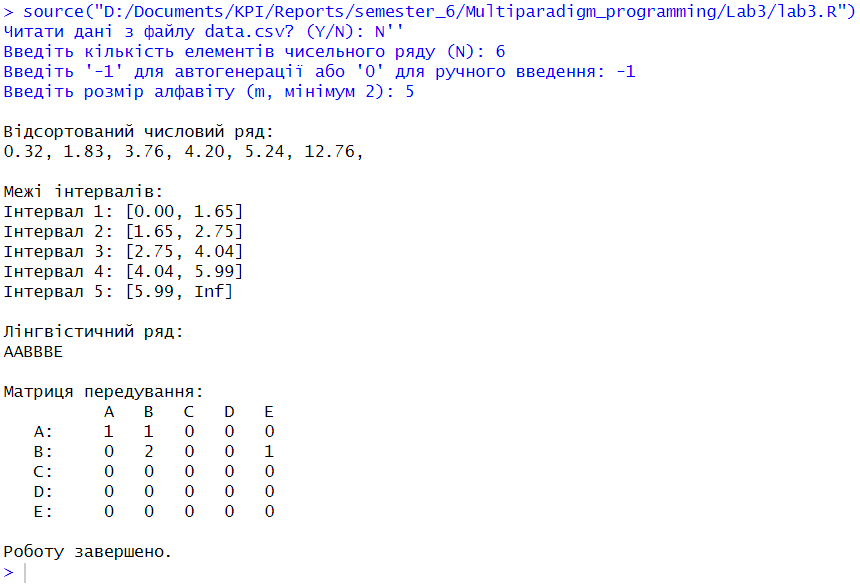 > source("D:/Documents/KPI/Reports/semester_6/Multiparadigm_programming/Lab3/lab3.R")
Читати дані з файлу data.csv? (Y/N): N''
Введіть кількість елементів чисельного ряду (N): 6
Введіть '-1' для автогенерації або '0' для ручного введення: -1
Введіть розмір алфавіту (m, мінімум 2): 5
Відсортований числовий ряд:
0.32, 1.83, 3.76, 4.20, 5.24, 12.76,
Межі інтервалів:
Інтервал 1: [0.00, 1.65]
Інтервал 2: [1.65, 2.75]
Інтервал 3: [2.75, 4.04]
Інтервал 4: [4.04, 5.99]
Інтервал 5: [5.99, Inf]
Лінгвістичний ряд:
AABBBE
Матриця передування:
A B C D E
A: 1 1 0 0 0
B: 0 2 0 0 1
C: 0 0 0 0 0
D: 0 0 0 0 0
E: 0 0 0 0 0
Роботу завершено.
>